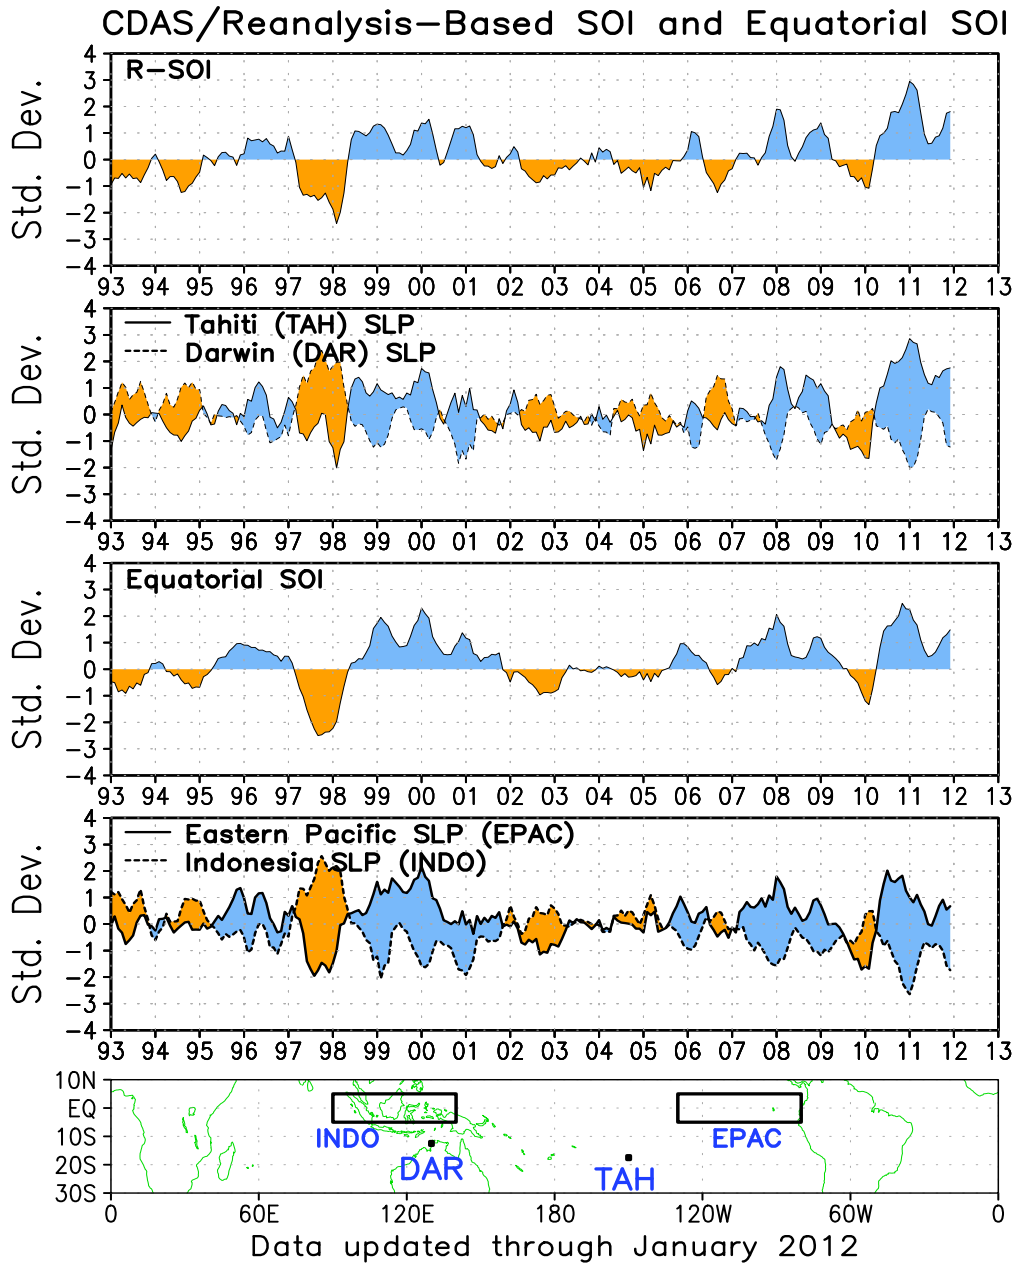 CDAS/Reanalysis-Based SOI and Equatorial SOI
R-SOI
Std. Dev.
4
3
2
1
0
-1
-2
-3
-4
93 94 95 96 97 98 99 00 01 02 03 04 05 06 07 08 09 10 11 12 13
Tahiti (TAH) SLP
Darwin (DAR) SLP
Std. Dev.
4
3
2
1
0
-1
-2
-3
-4
93 94 95 96 97 98 99 00 01 02 03 04 05 06 07 08 09 10 11 12 13
Equatorial SOI
Std. Dev.
4
3
2
1
0
-1
-2
-3
-4
93 94 95 96 97 98 99 00 01 02 03 04 05 06 07 08 09 10 11 12 13
Eastern Pacific SLP (EPAC)
Indonesia SLP (INDO)
Std. Dev.
4
3
2
1
0
-1
-2
-3
-4
93 94 95 96 97 98 99 00 01 02 03 04 05 06 07 08 09 10 11 12 13
10N
EQ
10S
20S
30S
INDO
EPAC
DAR
TAH
0 60E 120E 180 120W 60W 0
Data updated through January 2012